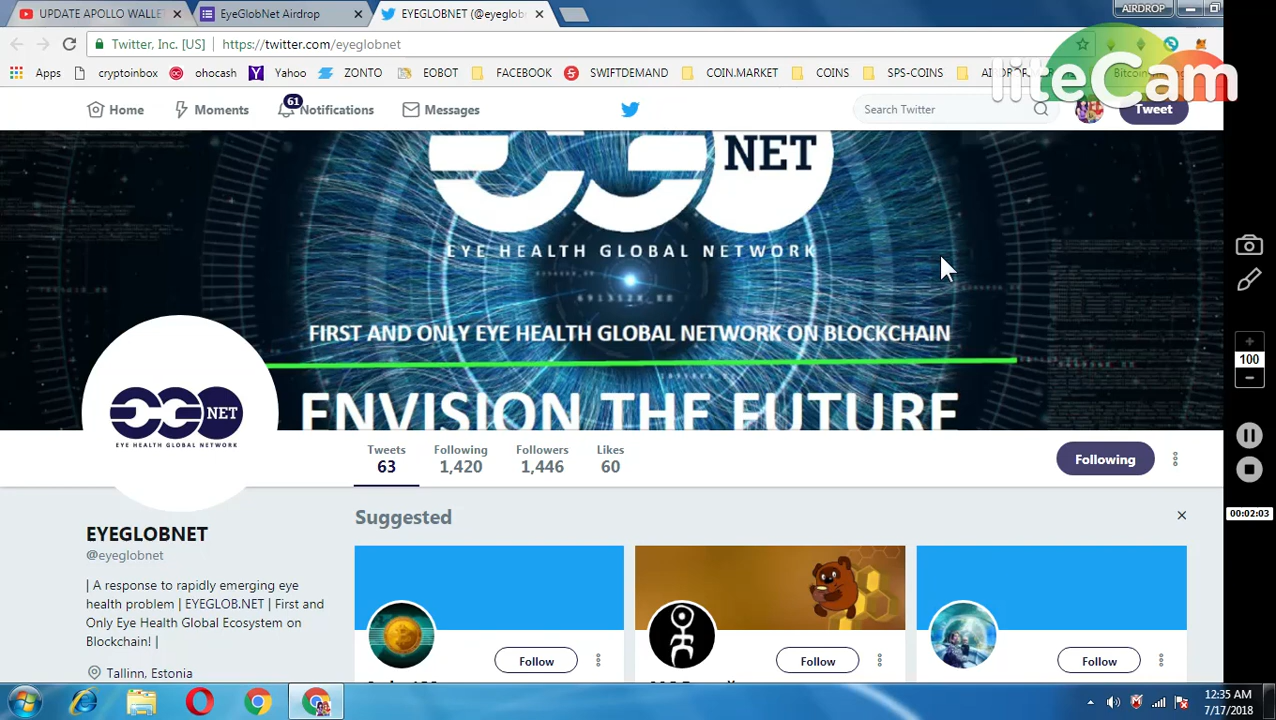 UPDATE APOLLO WALLE
EyeGlobNet Airdrop
EYEGLOBNET (@eyeglob
AIRDROP
Twitter, Inc. [US]
https://twitter.com/eyeglobnet
Apps
cryptoinbox
ohocash
Yahoo
EOBOT
FACEBOOK
SWIFTDEMAND
COIN.MARKET
COINS
SPS-COINS
liteCam
Home
Moments
61
Notifications
Messages
Search Twitter
Tweet
NET
EYE HEALTH GLOBAL NETWORK
FIRST AND ONLY EYE HEALTH GLOBAL NETWORK ON BLOCKCHAIN
ENVISION THE FUTURE
NET
EYE HEALTH GLOBAL NETWORK
Tweets
63
Following
1,420
Followers
1,446
Likes
60
Following
100
00:02:03
EYEGLOBNET
@eyeglobnet
| A response to rapidly emerging eye
health problem | EYEGLOB.NET | First and
Only Eye Health Global Ecosystem on
Blockchain! |
Tallinn, Estonia
Suggested
Follow
Follow
Follow
12:35 AM
7/17/2018